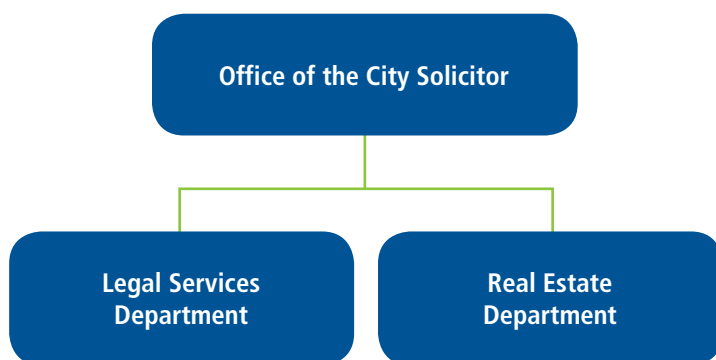 Office of the City Solicitor
Legal Services
Department
Real Estate
Department